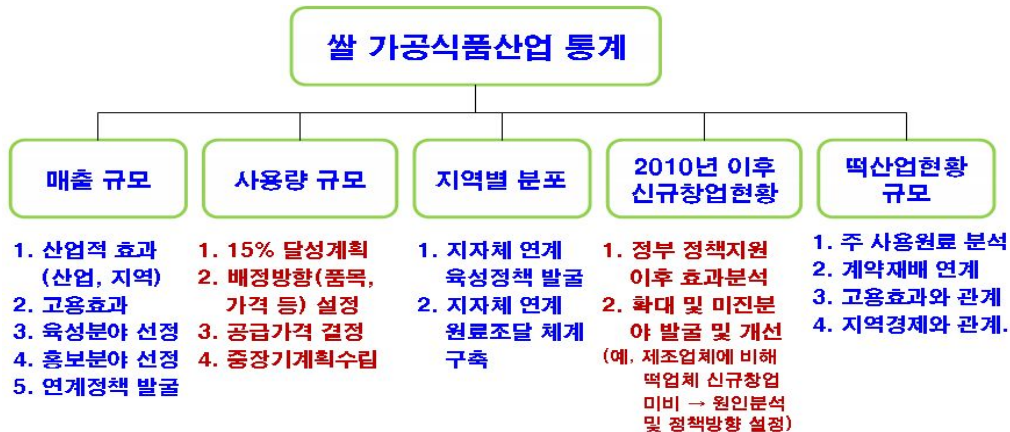 쌀 가공식품산업 통계
매출 규모
사용량 규모
지역별 분포
2010년 이후
신규창업현황
떡산업현황
규모
1. 산업적 효과
(산업, 지역)
2. 고용효과
3. 육성분야 선정
4. 홍보분야 선정
5. 연계정책 발굴
1. 15% 달성계획
2. 배정방향(품목,
가격 등) 설정
3. 공급가격 결정
4. 중장기계획수립
1. 지자체 연계
육성정책 발굴
2. 지자체 연계
원료조달 체계
구축
1. 정부 정책지원
이후 효과분석
2. 확대 및 미진분
야 발굴 및 개선
(예, 제조업체에 비해
떡업체 신규창업
미비 → 원인분석
및 정책방향 설정)
1. 주 사용원료 분석
2. 계약재배 연계
3. 고용효과와 관계
4. 지역경제와 관계.